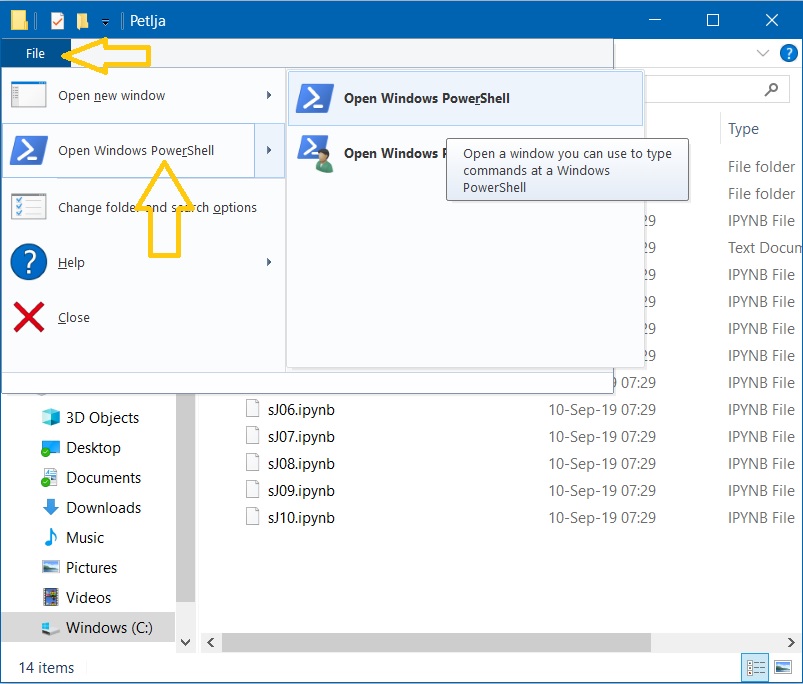 Petlja
File
?
Open new window
Open Windows PowerShell
Open Windows PowerShell
Open Windows P
Open a window you can use to type
commands at a Windows
PowerShell
Change folder and search options
? Help
Close
Type
File folder
File folder
29 IPYNB File
Text Docum
29 IPYNB File
29 IPYNB File
29 IPYNB File
29 IPYNB File
07:29 IPYNB File
3D Objects
Desktop
Documents
Downloads
Music
Pictures
Videos
Windows (C:)
sJ06.ipynb 10-Sep-19 07:29 IPYNB File
sJ07.ipynb 10-Sep-19 07:29 IPYNB File
sJ08.ipynb 10-Sep-19 07:29 IPYNB File
sJ09.ipynb 10-Sep-19 07:29 IPYNB File
sJ10.ipynb 10-Sep-19 07:29 IPYNB File
14 items